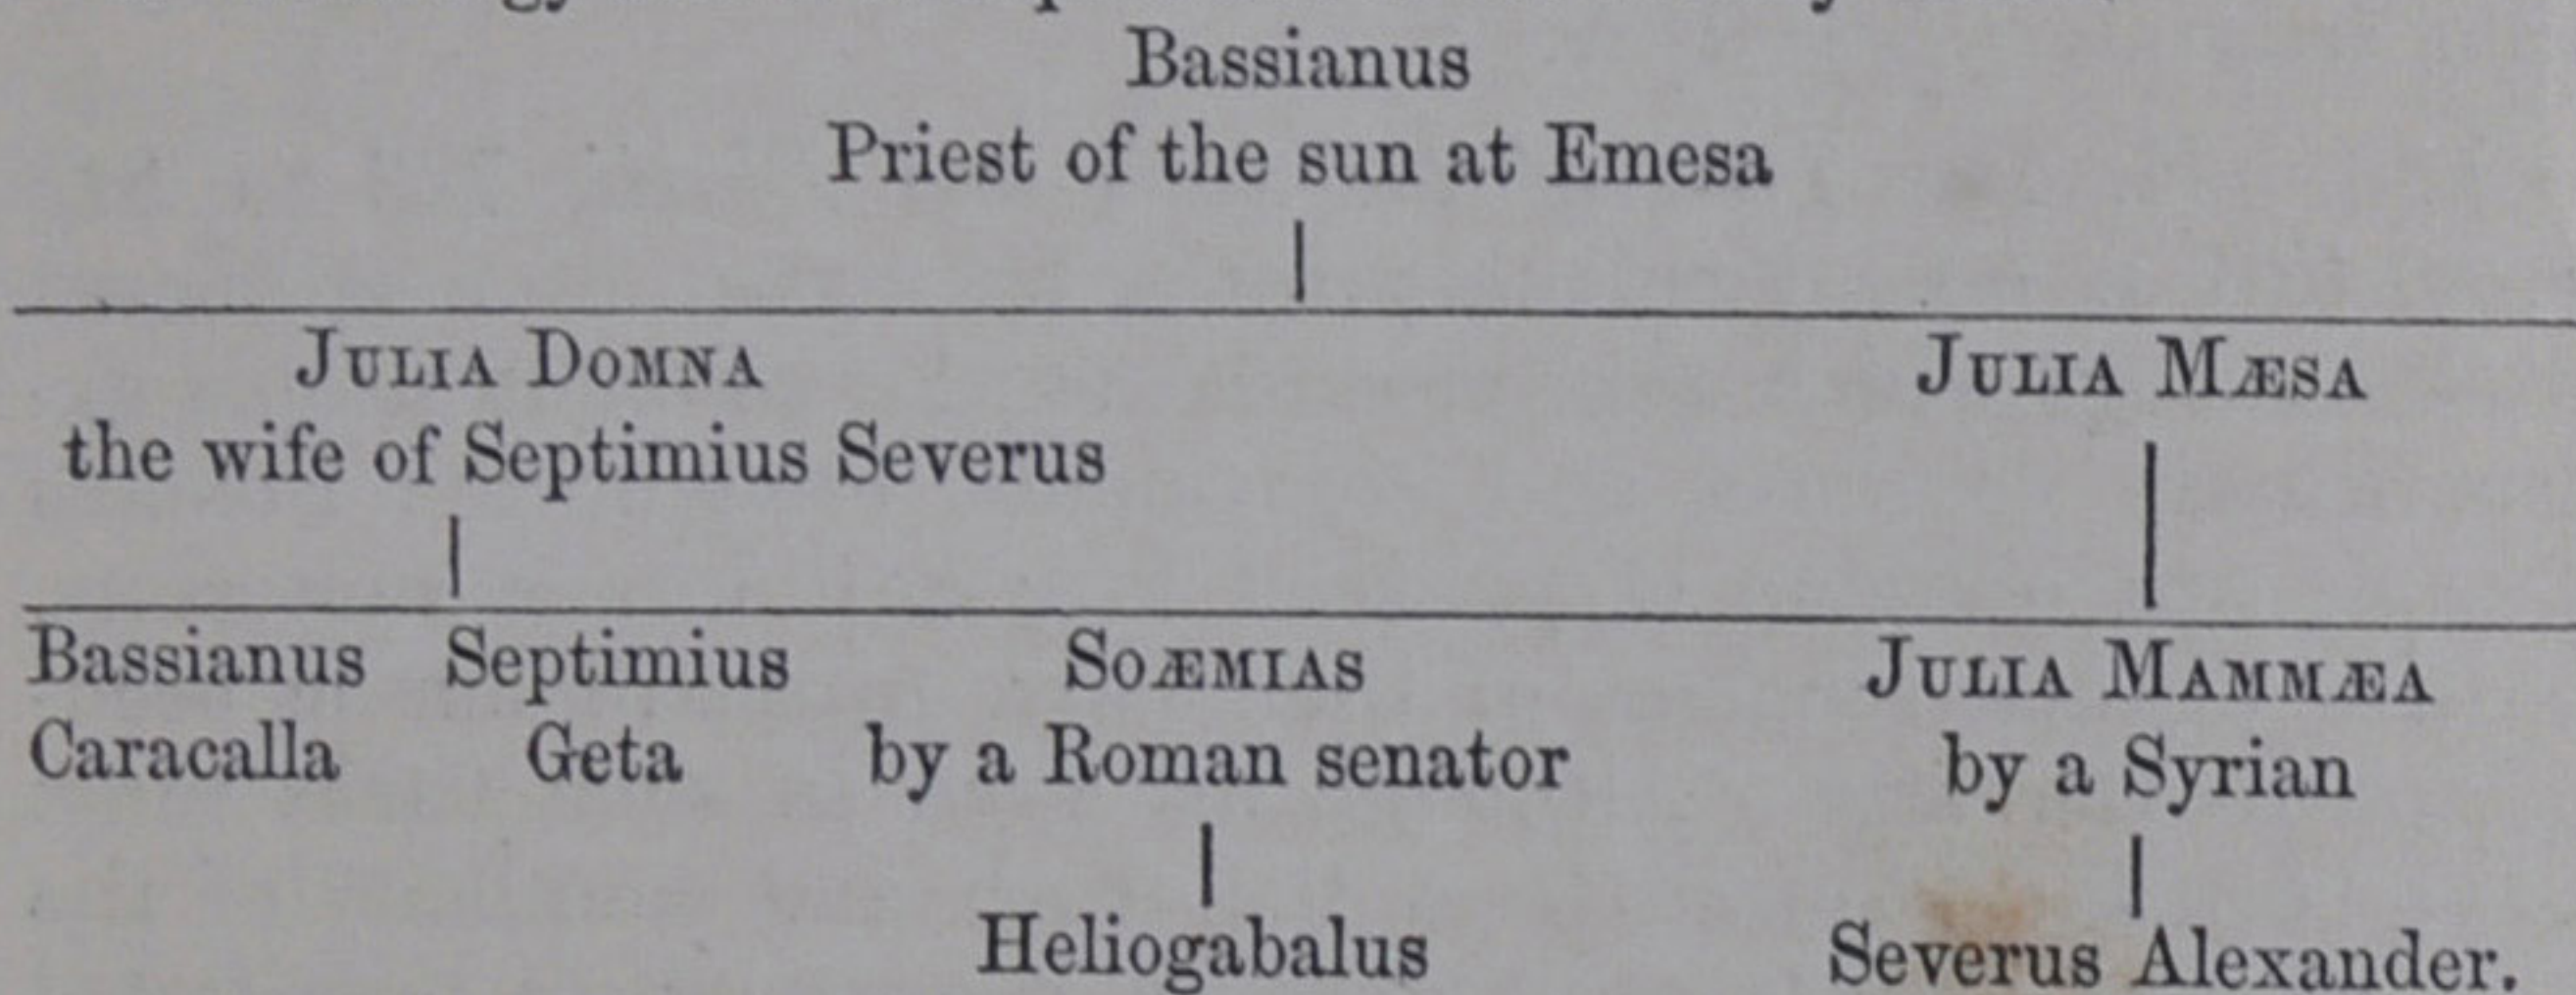 Bassianus
Priest of the sun at Emesa
JULIA DOMNA
JULIA MÆSA
the wife of Septimius Severus
Bassianus Septimius SOÆMIAS JULIA MAMMÆA
Caracalla Geta by a Roman senator by a Syrian
Heliogabalus Severus Alexander.